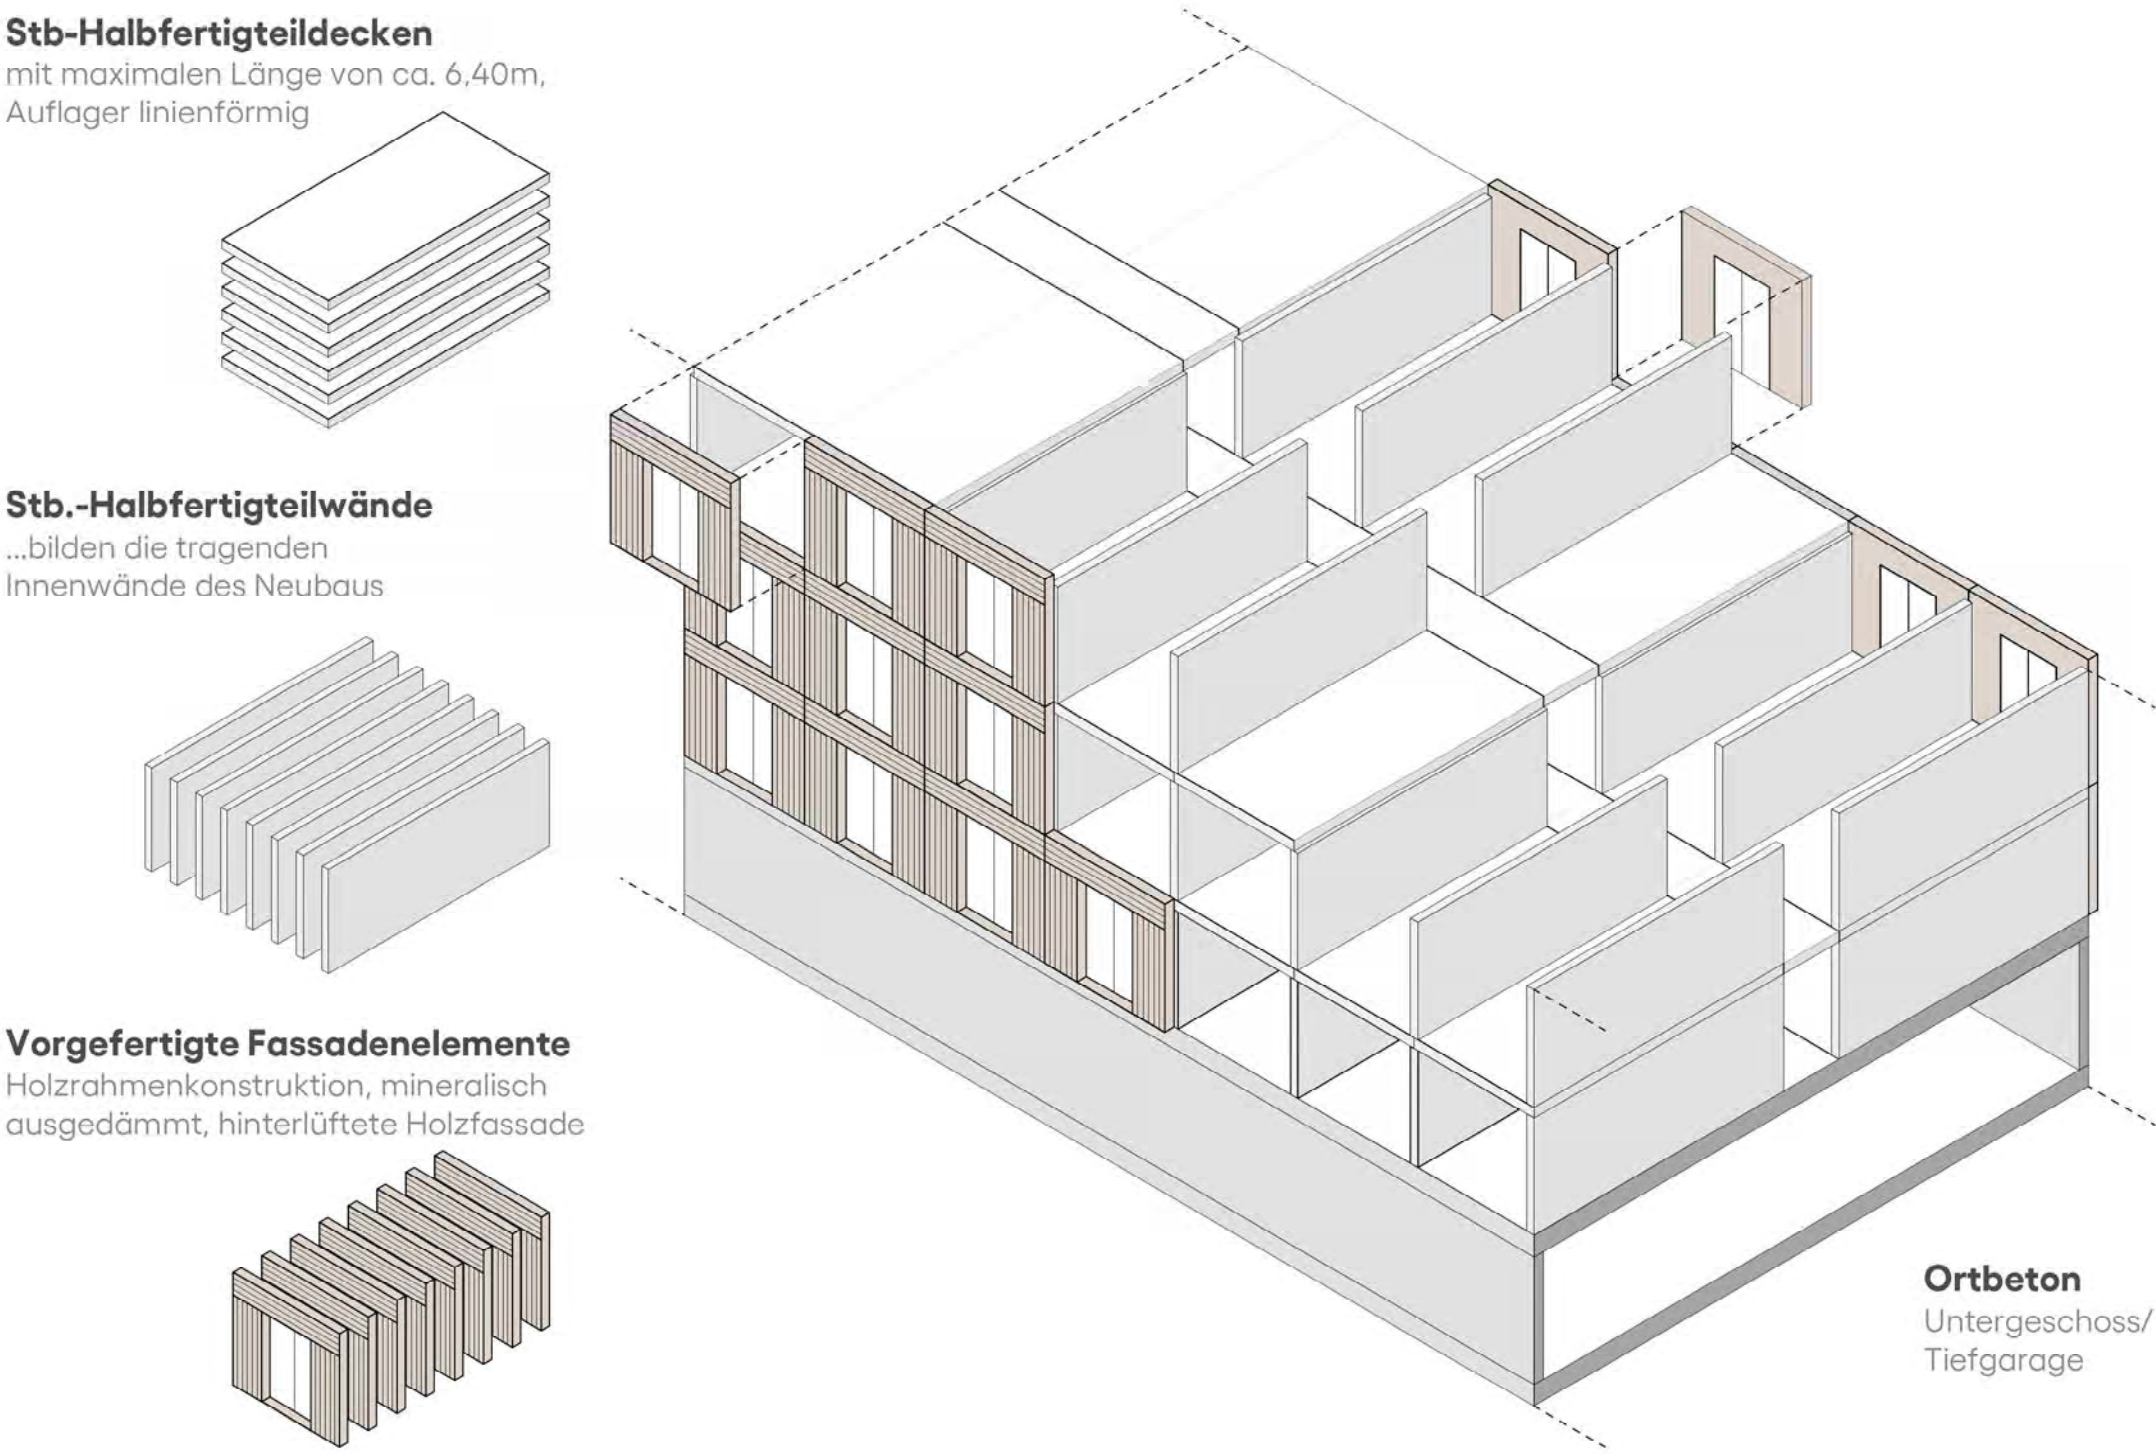 Stb-Halbfertigteildecken
mit maximalen Länge von ca. 6,40m,
Auflager linienförmig
Stb.-Halbfertigteilwände
...bilden die tragenden
Innenwände des Neubaus
Vorgefertigte Fassadenelemente
Holzrahmenkonstruktion, mineralisch
ausgedämmt, hinterlüftete Holzfassade
Ortbeton
Untergeschoss/
Tiefgarage